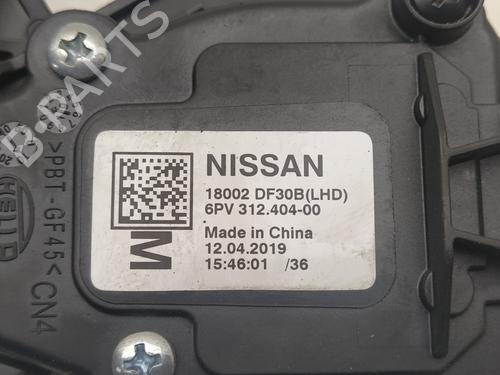 NISSAN
18002 DF30B(LHD)
6PV 312.404-00
Made in China
12.04.2019
15:46:01 /36
M
>PBT-GF45<CN4
HELLA
B-PARTS